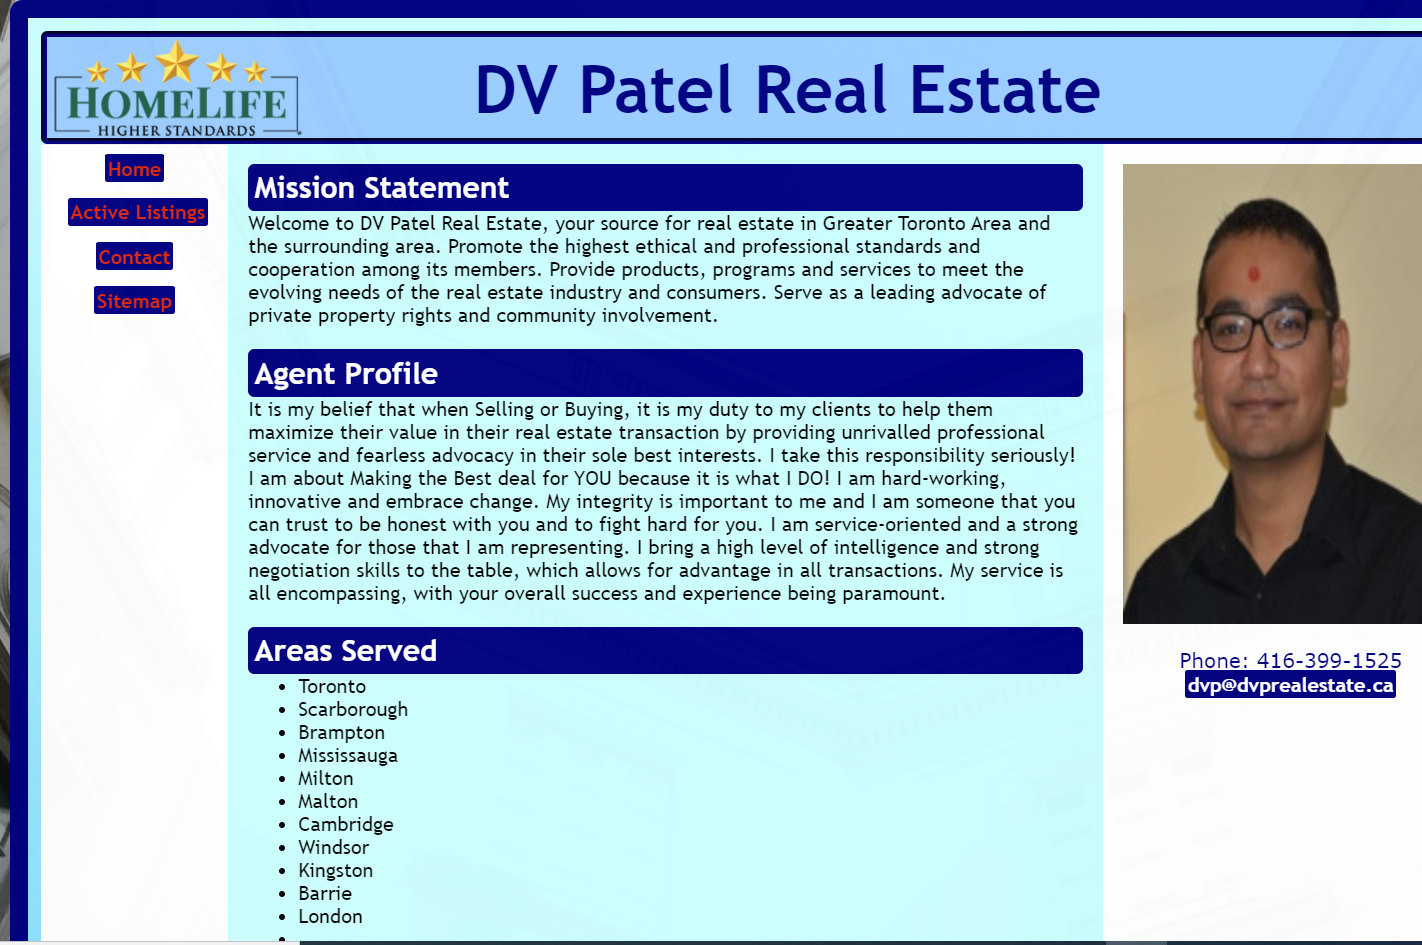 HOMELIFE
HIGHER STANDARDS
DV Patel Real Estate
Home
Active Listings
Contact
Sitemap
Mission Statement
Welcome to DV Patel Real Estate, your source for real estate in Greater Toronto Area and
the surrounding area. Promote the highest ethical and professional standards and
cooperation among its members. Provide products, programs and services to meet the
evolving needs of the real estate industry and consumers. Serve as a leading advocate of
private property rights and community involvement.
Agent Profile
It is my belief that when Selling or Buying, it is my duty to my clients to help them
maximize their value in their real estate transaction by providing unrivalled professional
service and fearless advocacy in their sole best interests. I take this responsibility seriously!
I am about Making the Best deal for YOU because it is what I DO! I am hard-working,
innovative and embrace change. My integrity is important to me and I am someone that you
can trust to be honest with you and to fight hard for you. I am service-oriented and a strong
advocate for those that I am representing. I bring a high level of intelligence and strong
negotiation skills to the table, which allows for advantage in all transactions. My service is
all encompassing, with your overall success and experience being paramount.
Areas Served
• Toronto
• Scarborough
• Brampton
• Mississauga
• Milton
• Malton
• Cambridge
• Windsor
• Kingston
• Barrie
• London
Phone: 416-399-1525
dvp@dvprealestate.ca